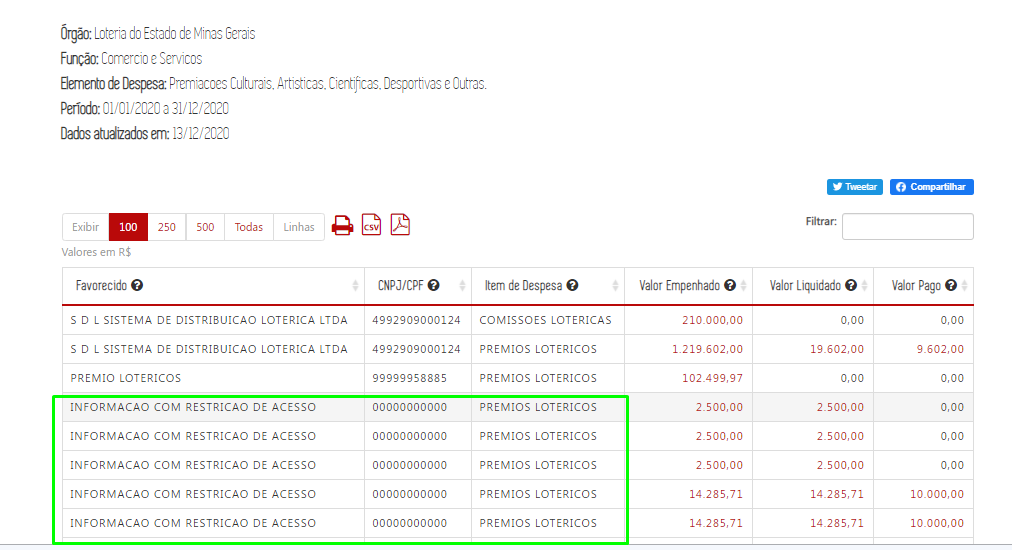 Órgão: Loteria do Estado de Minas Gerais
Função: Comercio e Servicos
Elemento de Despesa: Premiacoes Culturais, Artisticas, Cientificas, Desportivas e Outras.
Período: 01/01/2020 a 31/12/2020
Dados atualizados em: 13/12/2020
Tweetar Compartilhar
Exibir 100 250 500 Todas Linhas CSV Filtrar:
Valores em R$
Favorecido ? CNPJ/CPF ? Item de Despesa ? Valor Empenhado ? Valor Liquidado ? Valor Pago ?
S D L SISTEMA DE DISTRIBUICAO LOTERICA LTDA 4992909000124 COMISSOES LOTERICAS 210.000,00 0,00 0,00
S D L SISTEMA DE DISTRIBUICAO LOTERICA LTDA 4992909000124 PREMIOS LOTERICOS 1.219.602,00 19.602,00 9.602,00
PREMIO LOTERICOS 99999958885 PREMIOS LOTERICOS 102.499,97 0,00 0,00
INFORMACAO COM RESTRICAO DE ACESSO 00000000000 PREMIOS LOTERICOS 2.500,00 2.500,00 0,00
INFORMACAO COM RESTRICAO DE ACESSO 00000000000 PREMIOS LOTERICOS 2.500,00 2.500,00 0,00
INFORMACAO COM RESTRICAO DE ACESSO 00000000000 PREMIOS LOTERICOS 2.500,00 2.500,00 0,00
INFORMACAO COM RESTRICAO DE ACESSO 00000000000 PREMIOS LOTERICOS 14.285,71 14.285,71 10.000,00
INFORMACAO COM RESTRICAO DE ACESSO 00000000000 PREMIOS LOTERICOS 14.285,71 14.285,71 10.000,00